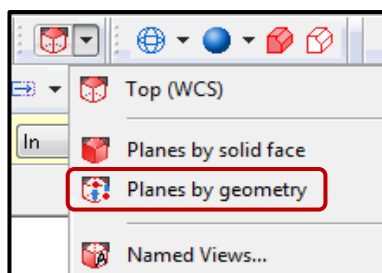 Top (WCS)
In
Planes by solid face
Planes by geometry
Named Views...